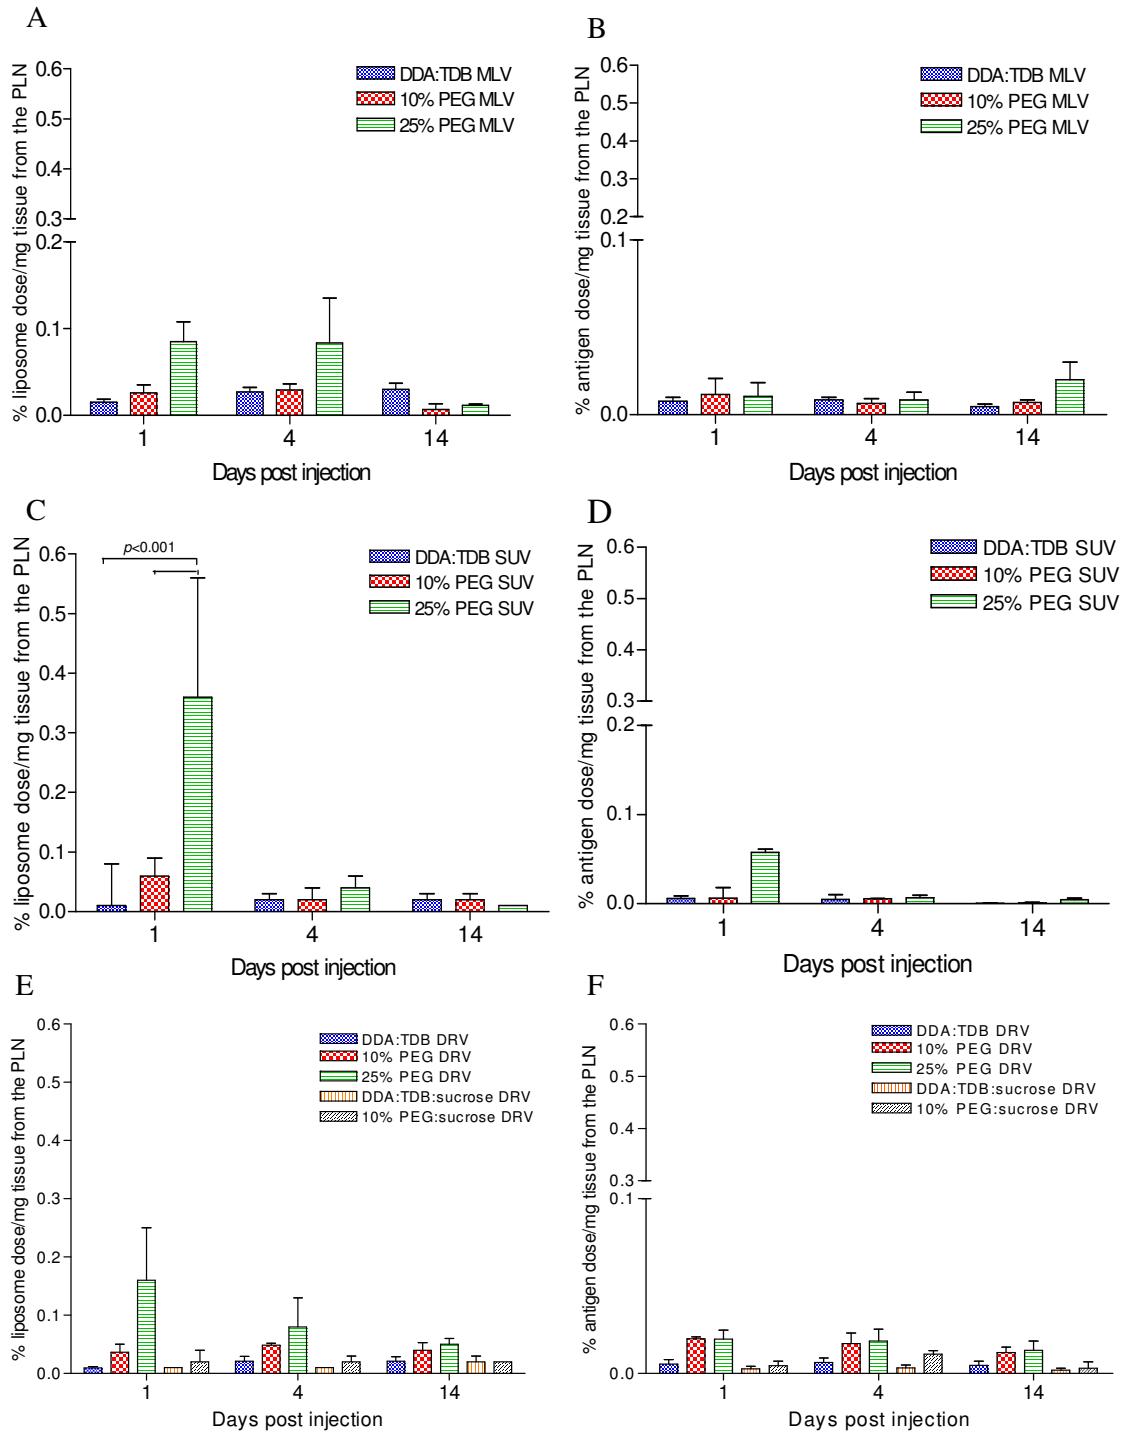 A
% liposome dose/mg tissue from the PLN
0.6
0.5
0.4
0.3
0.2
0.1
0.0
DDA:TDB MLV
10% PEG MLV
25% PEG MLV
1 4 14
Days post injection
B
% antigen dose/mg tissue from the PLN
0.6
0.5
0.4
0.3
0.2
0.1
0.0
DDA:TDB MLV
10% PEG MLV
25% PEG MLV
1 4 14
Days post injection
C
% liposome dose/mg tissue from the PLN
0.6
0.5
0.4
0.3
0.2
0.1
0.0
p<0.001
DDA:TDB SUV
10% PEG SUV
25% PEG SUV
1 4 14
Days post injection
D
% antigen dose/mg tissue from the PLN
0.6
0.5
0.4
0.3
0.2
0.1
0.0
DDA:TDB SUV
10% PEG SUV
25% PEG SUV
1 4 14
Days post injection
E
% liposome dose/mg tissue from the PLN
0.6
0.5
0.4
0.3
0.2
0.1
0.0
DDA:TDB DRV
10% PEG DRV
25% PEG DRV
DDA:TDB:sucrose DRV
10% PEG:sucrose DRV
1 4 14
Days post injection
F
% antigen dose/mg tissue from the PLN
0.6
0.5
0.4
0.3
0.1
0.0
DDA:TDB DRV
10% PEG DRV
25% PEG DRV
DDA:TDB:sucrose DRV
10% PEG:sucrose DRV
1 4 14
Days post injection